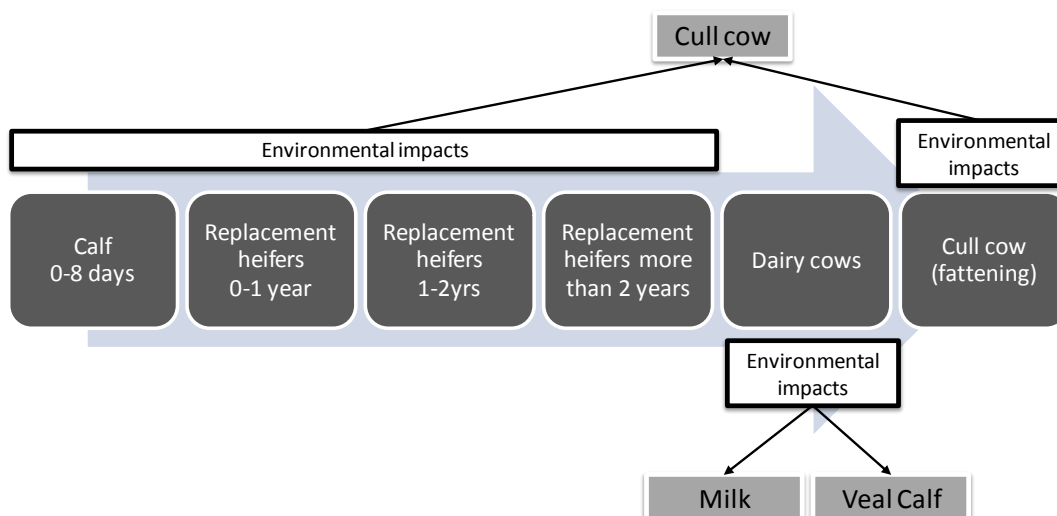 Cull cow
Environmental impacts
Environmental
impacts
Calf
0-8 days
Replacement
heifers
0-1 year
Replacement
heifers
1-2yrs
Replacement
heifers more
than 2 years
Dairy cows
Cull cow
(fattening)
Environmental
impacts
Milk
Veal Calf